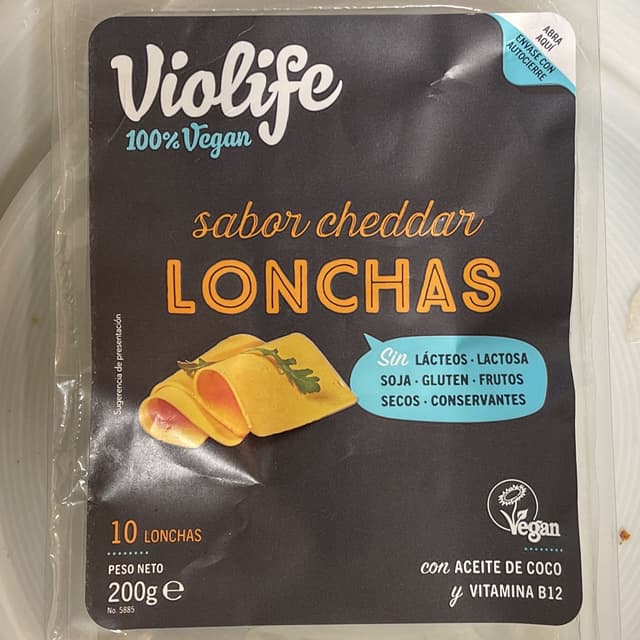 ABRA
AQUÍ
ENVASE CON
AUTOCIERRE
Violife
100% Vegan
sabor cheddar
LONCHAS
Sugerencia de presentación
Sin LÁCTEOS · LACTOSA
SOJA · GLUTEN · FRUTOS
SECOS · CONSERVANTES
10 LONCHAS
PESO NETO
200g e
No. 5885
Vegan
con ACEITE DE COCO
y VITAMINA B12